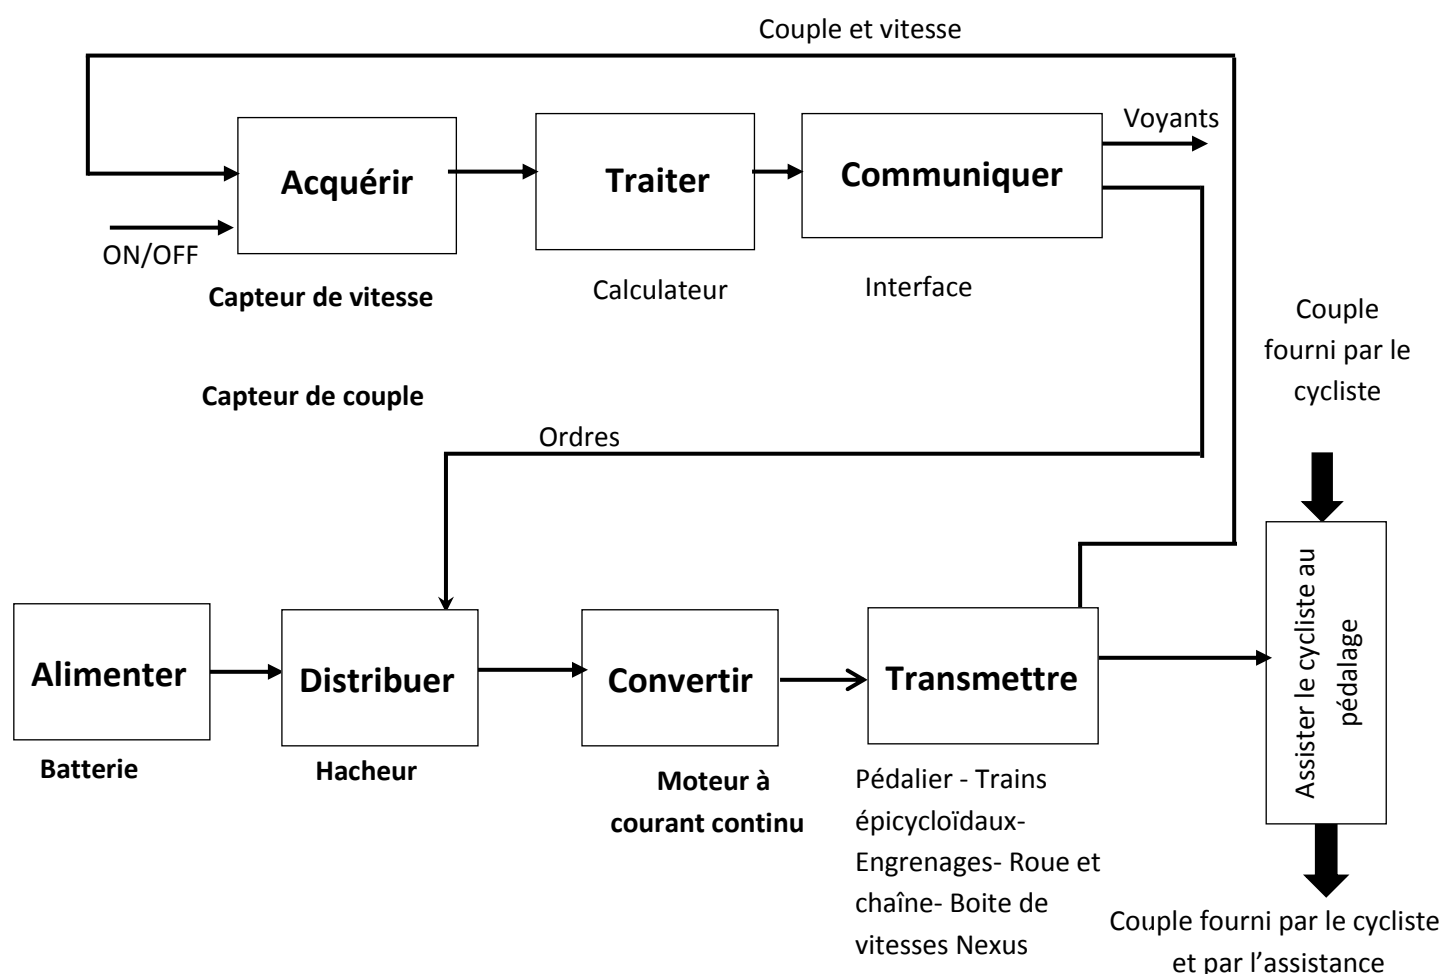 Couple et vitesse
Voyants
Acquérir
Traiter
Communiquer
ON/OFF
Capteur de vitesse
Calculateur
Interface
Capteur de couple
Couple
fourni par le
cycliste
Ordres
Alimenter
Distribuer
Convertir
Transmettre
Assister le cycliste au
pédalage
Batterie
Hacheur
Moteur à
courant continu
Pédalier - Trains
épicycloïdaux-
Engrenages- Roue et
chaîne- Boite de
vitesses Nexus
Couple fourni par le cycliste
et par l’assistance